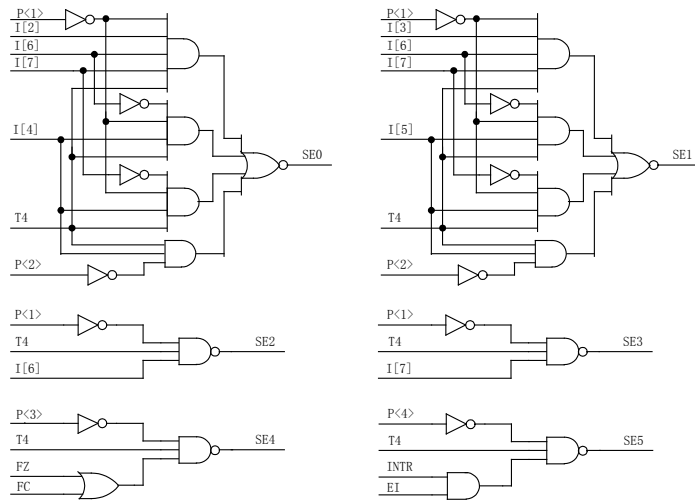 P<1>
I[2]
I[6]
I[7]
I[4]
SE0
T4
P<2>
P<1>
I[3]
I[6]
I[7]
I[5]
SE1
T4
P<2>
P<1>
T4
SE2
I[6]
P<1>
T4
SE3
I[7]
P<3>
T4
SE4
FZ
FC
P<4>
T4
SE5
INTR
EI